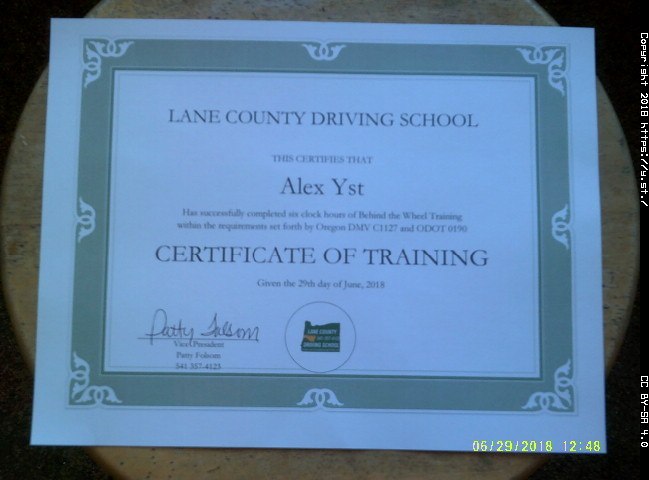 LANE COUNTY DRIVING SCHOOL
THIS CERTIFIES THAT
Alex Yst
Has successfully completed six clock hours of Behind the Wheel Training
within the requirements set forth by Oregon DMV C1127 and ODOT 0190
CERTIFICATE OF TRAINING
Given the 29th day of June, 2018
Patty Folsom
Vice President
Patty Folsom
541 357-4123
LANE COUNTY
DRIVING SCHOOL
06/29/2018 12:48
Copyright 2018 https://y.st./
CC BY-SA 4.0